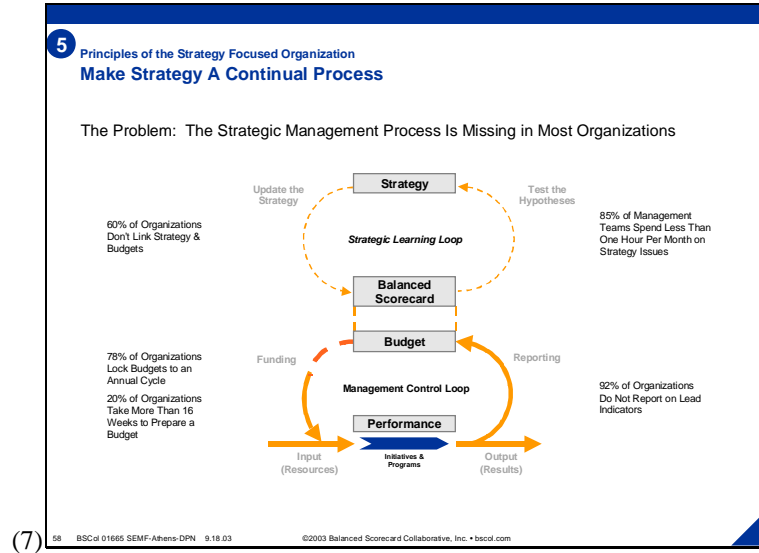 5
Principles of the Strategy Focused Organization
Make Strategy A Continual Process
The Problem: The Strategic Management Process Is Missing in Most Organizations
Update the
Strategy
Strategy
Test the
Hypotheses
60% of Organizations
Don't Link Strategy &
Budgets
Strategic Learning Loop
85% of Management
Teams Spend Less Than
One Hour Per Month on
Strategy Issues
Balanced
Scorecard
Budget
78% of Organizations
Lock Budgets to an
Annual Cycle
20% of Organizations
Take More Than 16
Weeks to Prepare a
Budget
Funding
Reporting
Management Control Loop
92% of Organizations
Do Not Report on Lead
Indicators
Performance
Input
(Resources)
Initiatives &
Programs
Output
(Results)
(7)
58 BSCol 01665 SEMF-Athens-DPN 9.18.03 ©2003 Balanced Scorecard Collaborative, Inc. • bscol.com